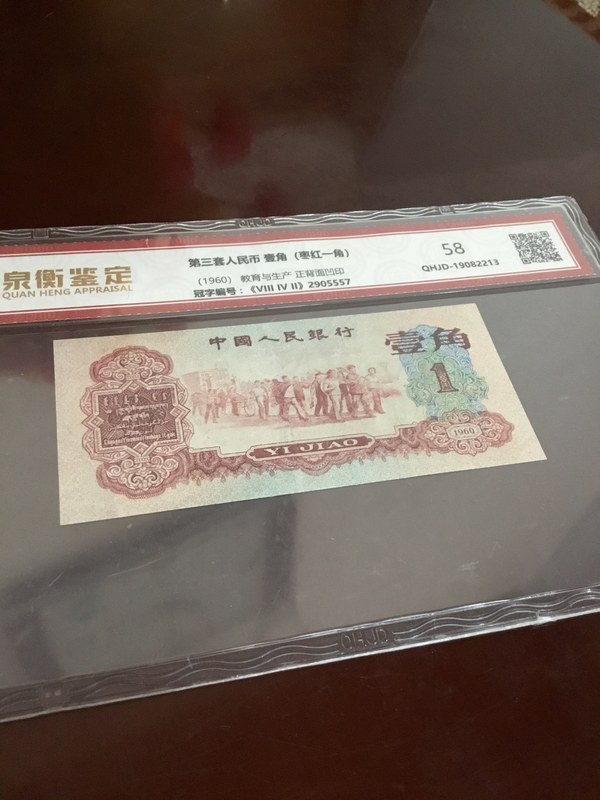 泉衡鉴定
QUAN HENG APPRAISAL
第三套人民币 壹角（枣红一角）
（1960） 教育与生产 正背面凹印
冠字编号：《VIII IV II》2905557
58
QHJD-19082213
中國人民銀行
壹角
1
YI JIAO
1960
QHJD